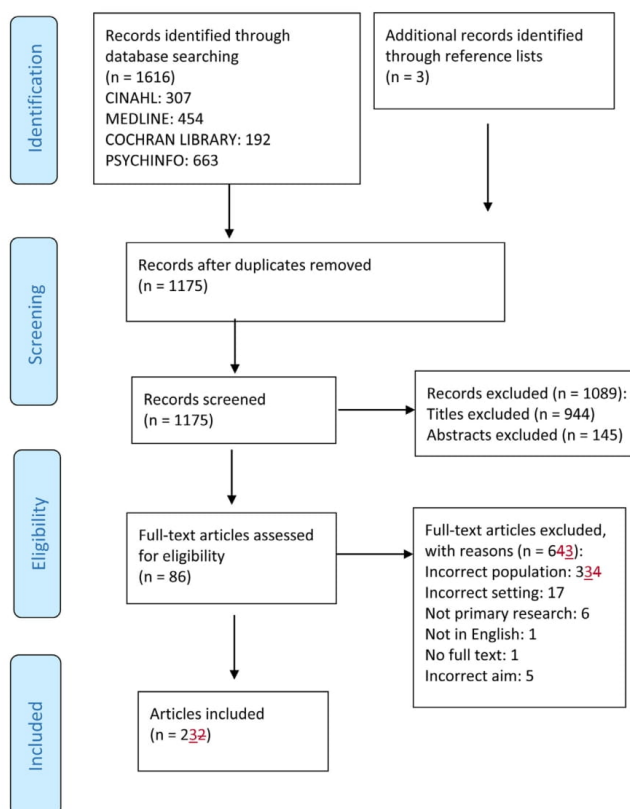 Identification
Records identified through
database searching
(n = 1616)
CINAHL: 307
MEDLINE: 454
COCHRAN LIBRARY: 192
PSYCHINFO: 663
Additional records identified
through reference lists
(n = 3)
Screening
Records after duplicates removed
(n = 1175)
Records screened
(n = 1175)
Records excluded (n = 1089):
Titles excluded (n = 944)
Abstracts excluded (n = 145)
Eligibility
Full-text articles assessed
for eligibility
(n = 86)
Full-text articles excluded,
with reasons (n = 643):
Incorrect population: 334
Incorrect setting: 17
Not primary research: 6
Not in English: 1
No full text: 1
Incorrect aim: 5
Included
Articles included
(n = 232)